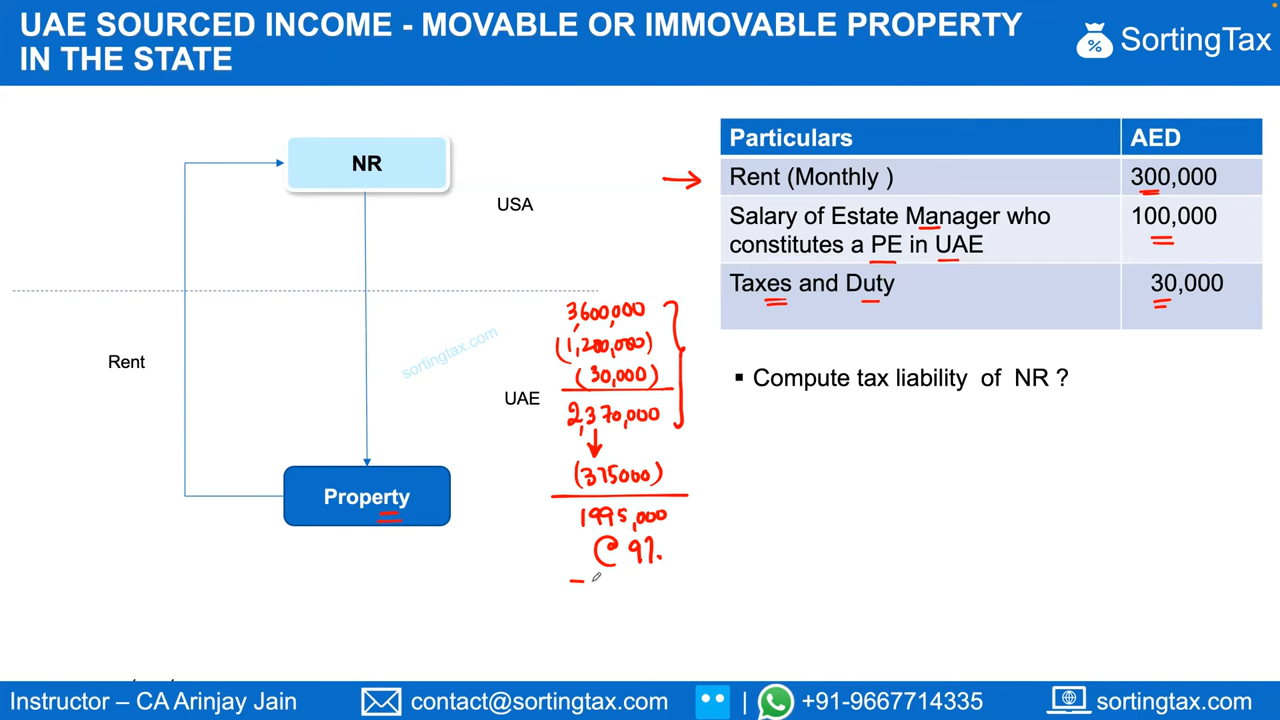 UAE SOURCED INCOME - MOVABLE OR IMMOVABLE PROPERTY
IN THE STATE
% SortingTax
NR
USA
Rent
UAE
sortingtax.com
Property
3,600,000
(1,200,000)
(30,000)
2,370,000
(375000)
1995,000
@ 9%.
Particulars AED
Rent (Monthly ) 300,000
Salary of Estate Manager who 100,000
constitutes a PE in UAE
Taxes and Duty 30,000
▪ Compute tax liability of NR ?
Instructor – CA Arinjay Jain contact@sortingtax.com | +91-9667714335 sortingtax.com